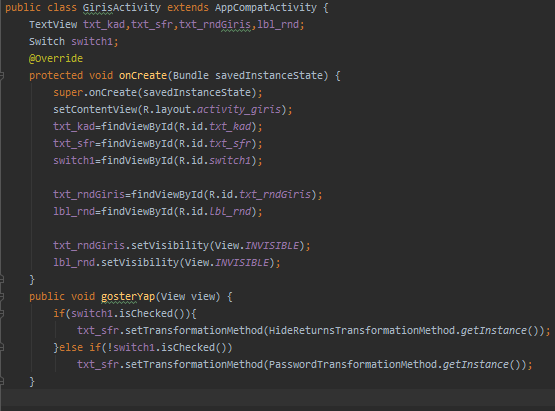 public class GirisActivity extends AppCompatActivity {
    TextView txt_kad,txt_sfr,txt_rndGiris,lbl_rnd;
    Switch switch1;
    @Override
    protected void onCreate(Bundle savedInstanceState) {
        super.onCreate(savedInstanceState);
        setContentView(R.layout.activity_giris);
        txt_kad=findViewById(R.id.txt_kad);
        txt_sfr=findViewById(R.id.txt_sfr);
        switch1=findViewById(R.id.switch1);

        txt_rndGiris=findViewById(R.id.txt_rndGiris);
        lbl_rnd=findViewById(R.id.lbl_rnd);

        txt_rndGiris.setVisibility(View.INVISIBLE);
        lbl_rnd.setVisibility(View.INVISIBLE);
    }
    public void gosterYap(View view) {
        if(switch1.isChecked()){
            txt_sfr.setTransformationMethod(HideReturnsTransformationMethod.getInstance());
        }else if(!switch1.isChecked())
            txt_sfr.setTransformationMethod(PasswordTransformationMethod.getInstance());
    }